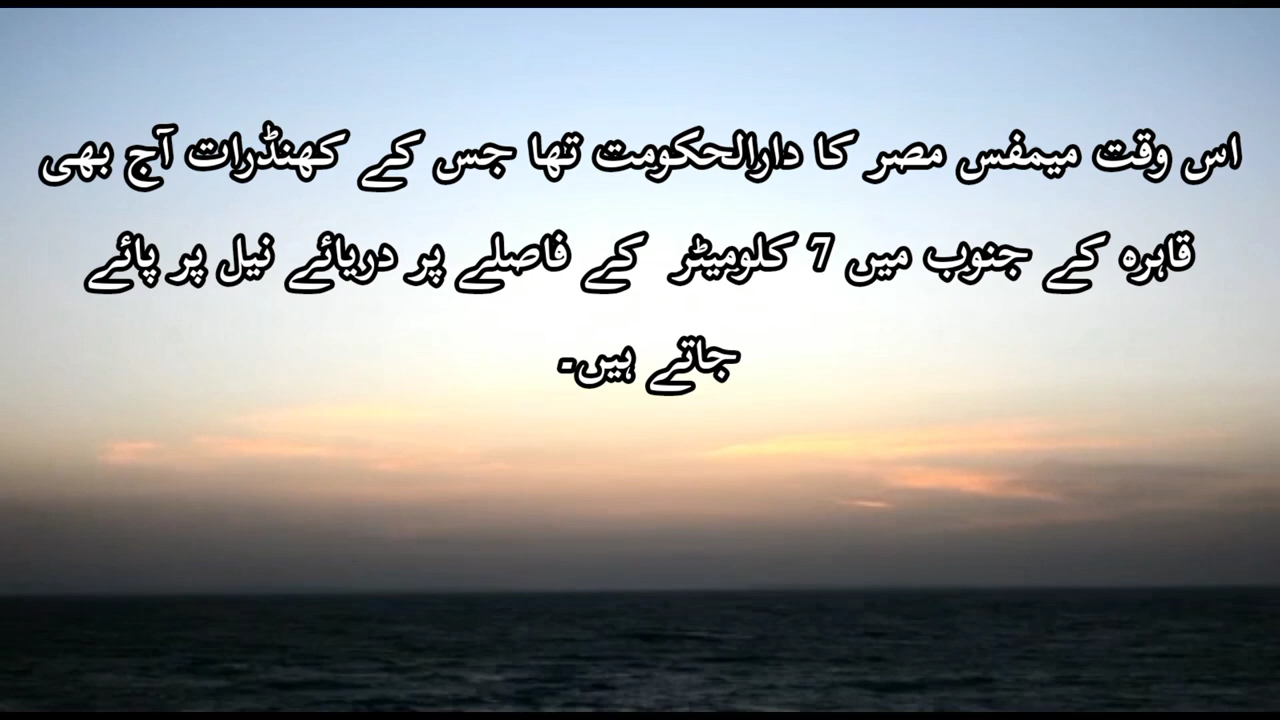 اس وقت میمفس مصر کا دارالحکومت تھا جس کے کھنڈرات آج بھی
قاہرہ کے جنوب میں 7 کلومیٹر کے فاصلے پر دریائے نیل پر پائے
جاتے ہیں۔